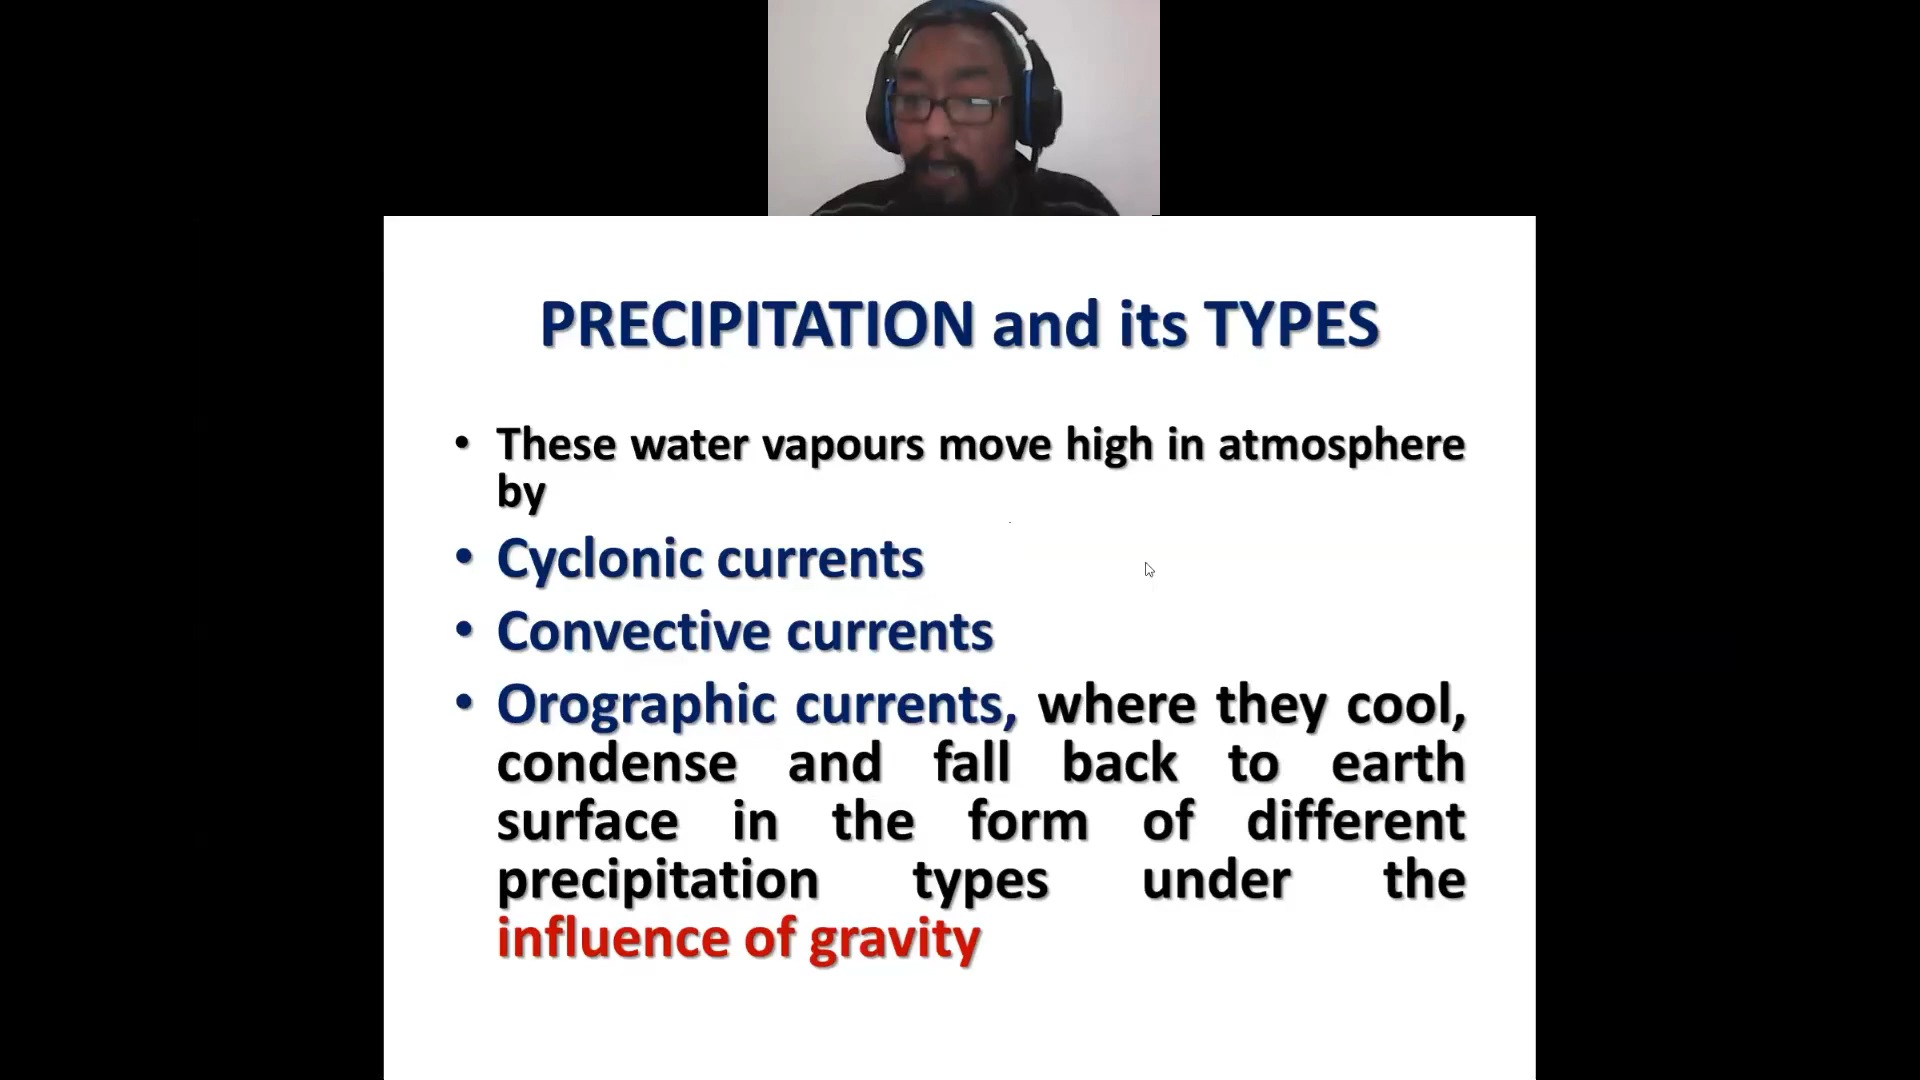 PRECIPITATION and its TYPES
• These water vapours move high in atmosphere
by
• Cyclonic currents
• Convective currents
• Orographic currents, where they cool,
condense and fall back to earth
surface in the form of different
precipitation types under the
influence of gravity